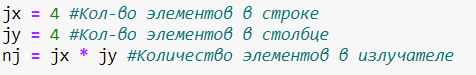 jx = 4 #Кол-во элементов в строке
jy = 4 #Кол-во элементов в столбце
nj = jx * jy #Количество элементов в излучателе